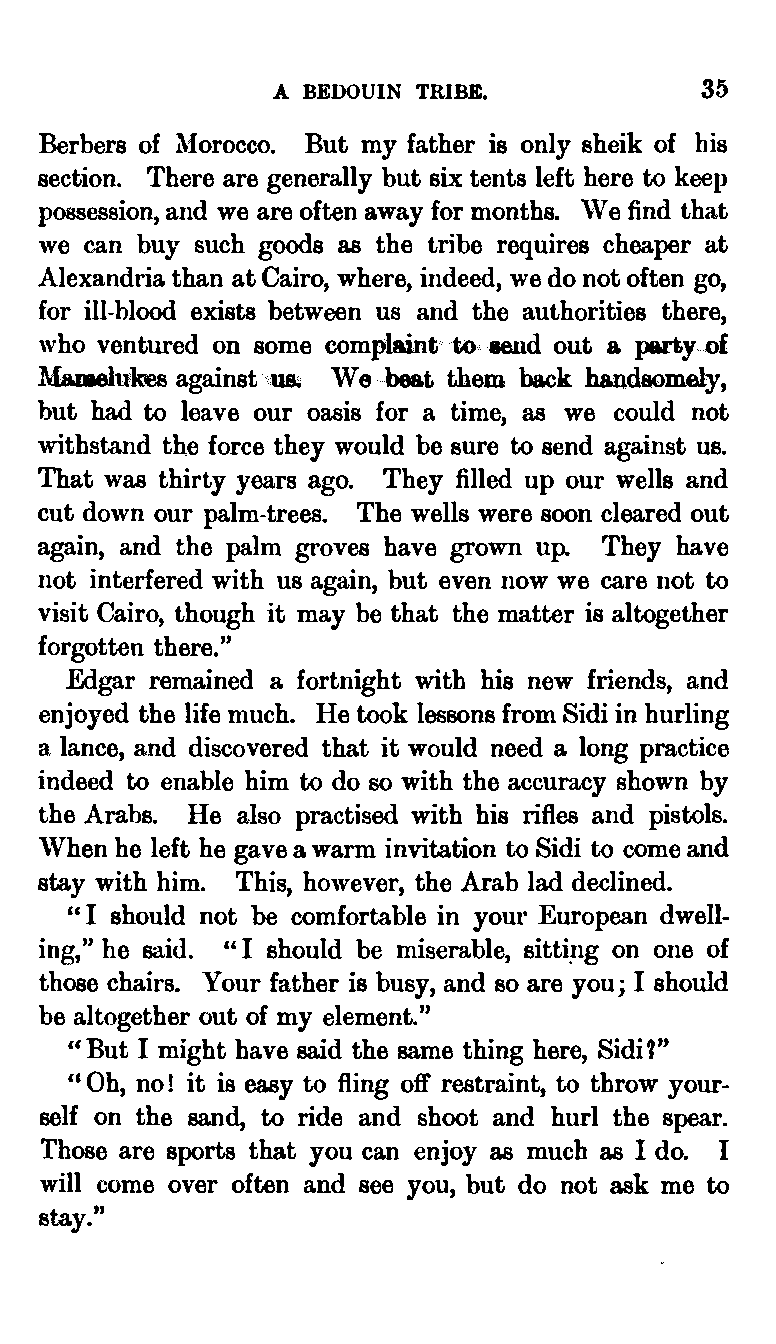 A BEDOUIN TRIBE. 35
Berbers of Morocco. But my father is only sheik of his
section. There are generally but six tents left here to keep
possession, and we are often away for months. We find that
we can buy such goods as the tribe requires cheaper at
Alexandria than at Cairo, where, indeed, we do not often go,
for ill-blood exists between us and the authorities there,
who ventured on some complaint to send out a party of
Mamelukes against us. We beat them back handsomely,
but had to leave our oasis for a time, as we could not
withstand the force they would be sure to send against us.
That was thirty years ago. They filled up our wells and
cut down our palm-trees. The wells were soon cleared out
again, and the palm groves have grown up. They have
not interfered with us again, but even now we care not to
visit Cairo, though it may be that the matter is altogether
forgotten there."
Edgar remained a fortnight with his new friends, and
enjoyed the life much. He took lessons from Sidi in hurling
a lance, and discovered that it would need a long practice
indeed to enable him to do so with the accuracy shown by
the Arabs. He also practised with his rifles and pistols.
When he left he gave a warm invitation to Sidi to come and
stay with him. This, however, the Arab lad declined.
"I should not be comfortable in your European dwell-
ing," he said. "I should be miserable, sitting on one of
those chairs. Your father is busy, and so are you; I should
be altogether out of my element."
"But I might have said the same thing here, Sidi?"
"Oh, no! it is easy to fling off restraint, to throw your-
self on the sand, to ride and shoot and hurl the spear.
Those are sports that you can enjoy as much as I do. I
will come over often and see you, but do not ask me to
stay."